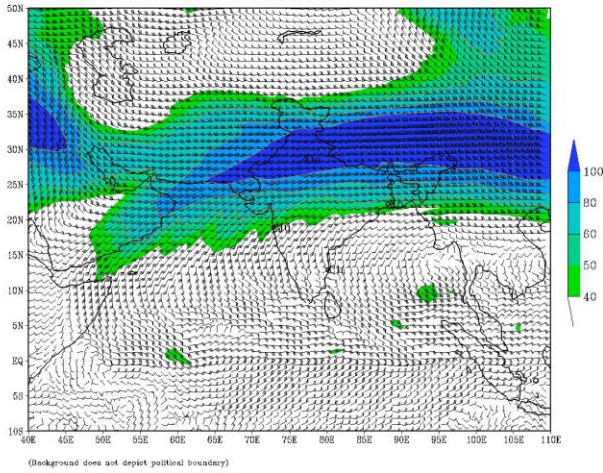 50N
45N
40N
35N
30N
25N
20N
15N
10N
5N
EQ
5S
10S
40E 45E 50E 55E 60E 65E 70E 75E 80E 85E 90E 95E 100E 105E 110E
100
80
60
50
40
(Background does not depict political boundary)